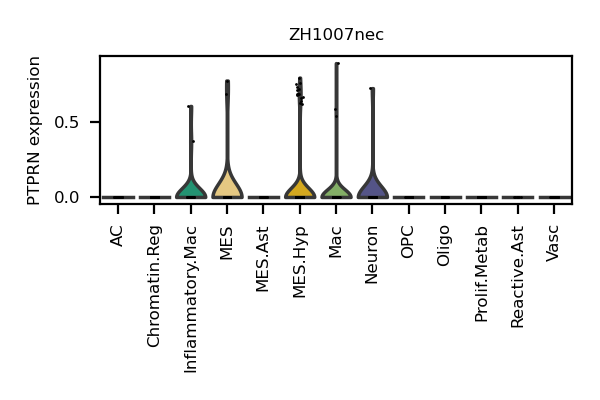 ZH1007nec
PTPRN expression
0.5
0.0
AC
Chromatin.Reg
Inflammatory.Mac
MES
MES.Ast
MES.Hyp
Mac
Neuron
OPC
Oligo
Prolif.Metab
Reactive.Ast
Vasc